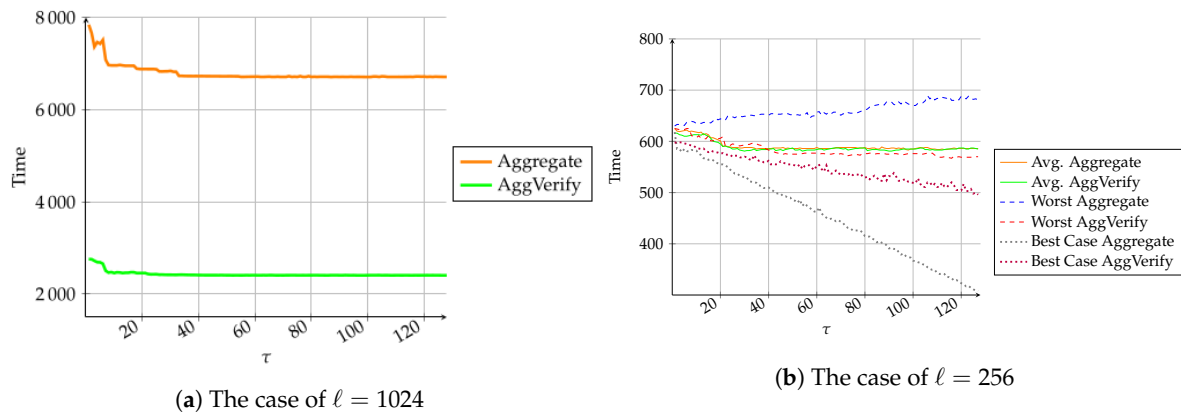 8 000
6 000
4 000
2 000
Time
20
40
60
80
100
120
τ
Aggregate
AggVerify
(a) The case of ℓ = 1024
800
700
600
500
400
Time
20
40
60
80
100
120
τ
Avg. Aggregate
Avg. AggVerify
Worst Aggregate
Worst AggVerify
Best Case Aggregate
Best Case AggVerify
(b) The case of ℓ = 256